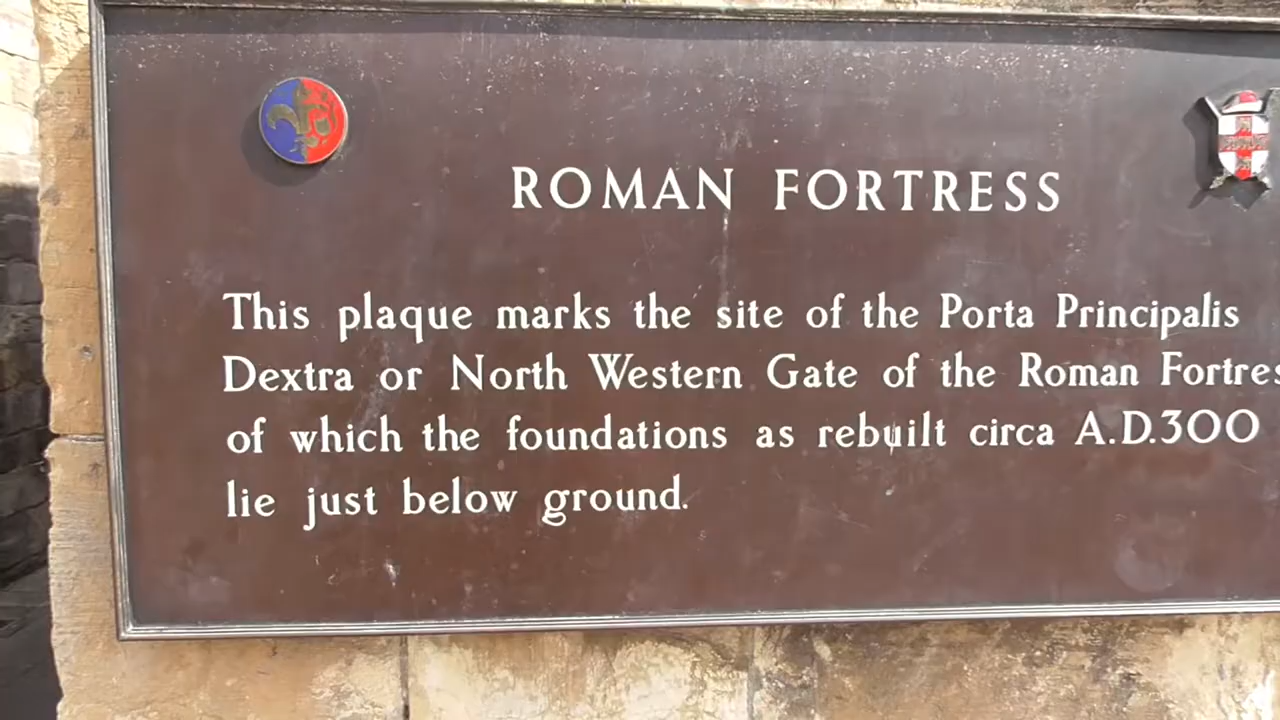 ROMAN FORTRESS
This plaque marks the site of the Porta Principalis
Dextra or North Western Gate of the Roman Fortres
of which the foundations as rebuilt circa A.D.300
lie just below ground.